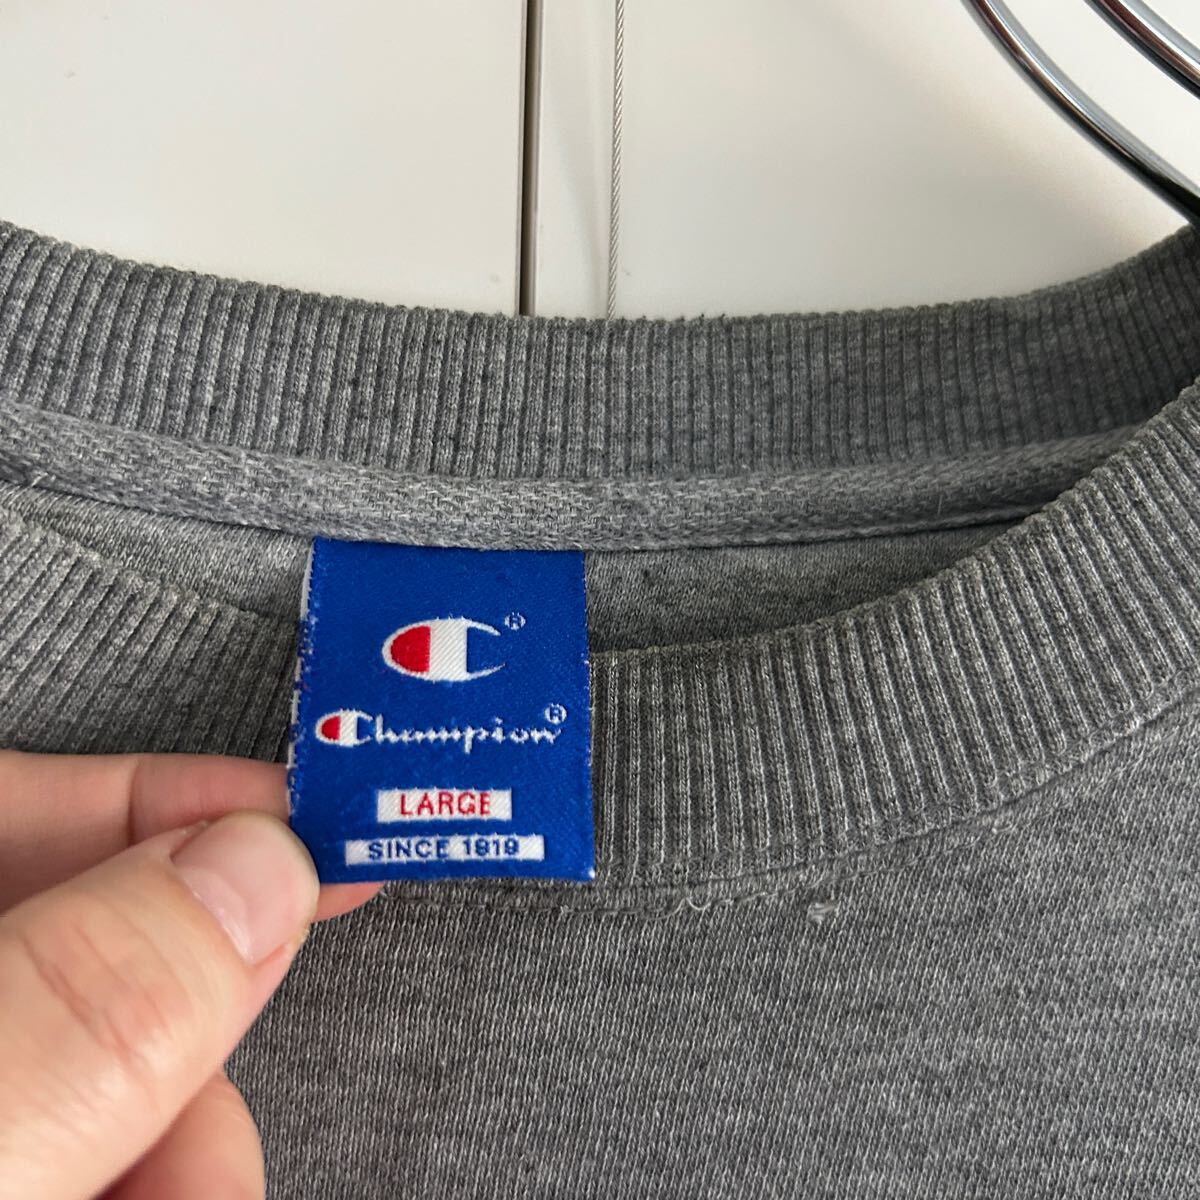 ®
Champion®
LARGE
SINCE 1919